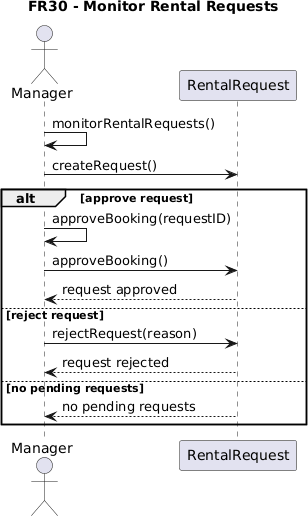 FR30 - Monitor Rental Requests
Manager
RentalRequest
monitorRentalRequests()
createRequest()
alt [approve request]
approveBooking(requestID)
approveBooking()
request approved
[reject request]
rejectRequest(reason)
request rejected
[no pending requests]
no pending requests
Manager
RentalRequest